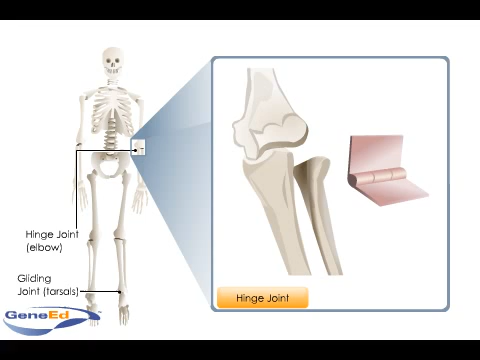 Hinge Joint
(elbow)
Gliding
Joint (tarsals)
GeneEd
Hinge Joint